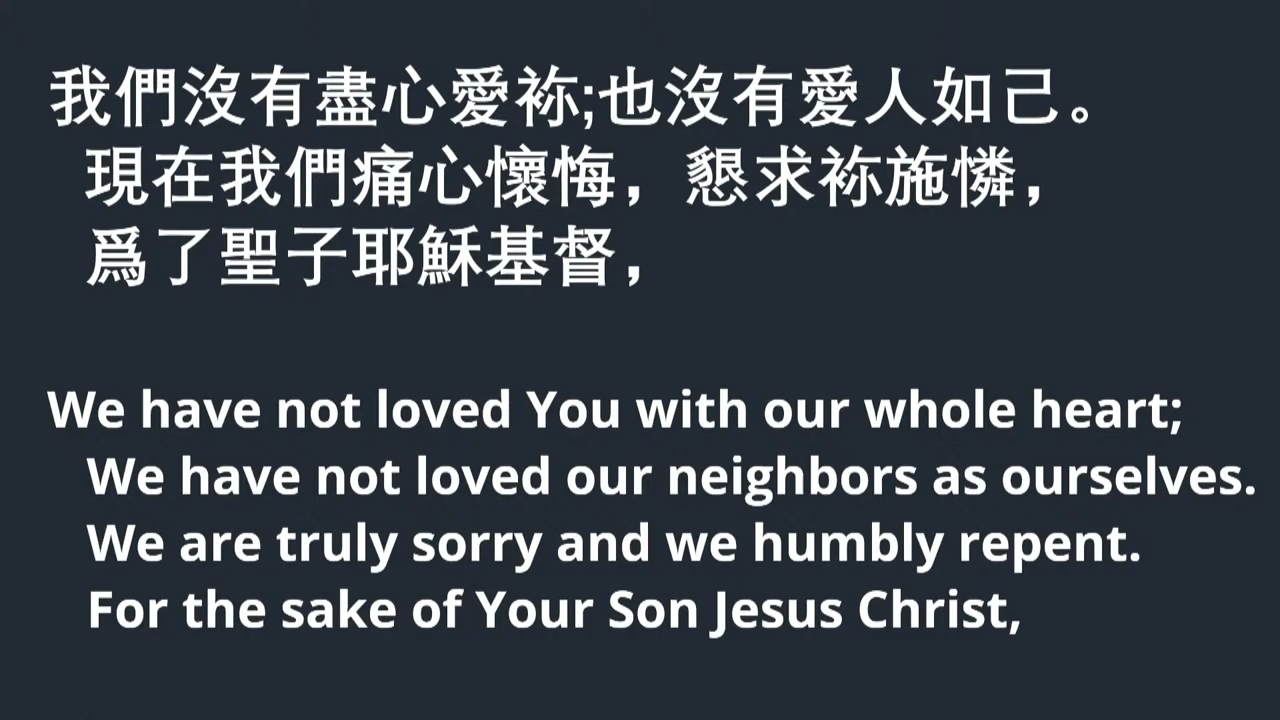 我們沒有盡心愛袮;也沒有愛人如己。
現在我們痛心懷悔，懇求袮施憐，
爲了聖子耶穌基督，
We have not loved You with our whole heart;
We have not loved our neighbors as ourselves.
We are truly sorry and we humbly repent.
For the sake of Your Son Jesus Christ,